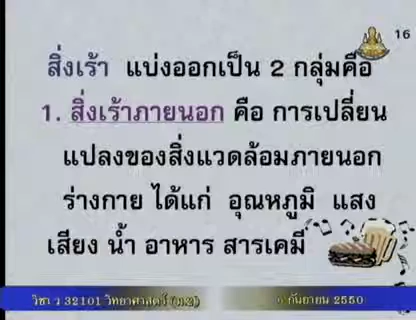 16
สิ่งเร้า แบ่งออกเป็น 2 กลุ่มคือ
1. สิ่งเร้าภายนอก คือ การเปลี่ยน
แปลงของสิ่งแวดล้อมภายนอก
ร่างกาย ได้แก่ อุณหภูมิ แสง
เสียง น้ำ อาหาร สารเคมี
วิชา ว 32101 วิทยาศาสตร์ (ม.2)
กันยายน 2550